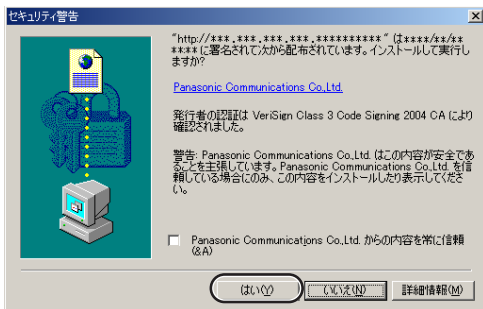 セキュリティ警告
"http://***.***.***.***.**********" (は****/**/**
**:** に署名されて)次から配布されています。インストールして実行し
ますか?
Panasonic Communications Co.,Ltd.
発行者の認証は VeriSign Class 3 Code Signing 2004 CA により
確認されました。
警告: Panasonic Communications Co.,Ltd. はこの内容が安全であ
ることを主張しています。Panasonic Communications Co.,Ltd. を信
頼している場合にのみ、この内容をインストールしたり表示してくださ
い。
Panasonic Communications Co.,Ltd. からの内容を常に信頼
(&A)
はい(Y) いいえ(N) 詳細情報(M)